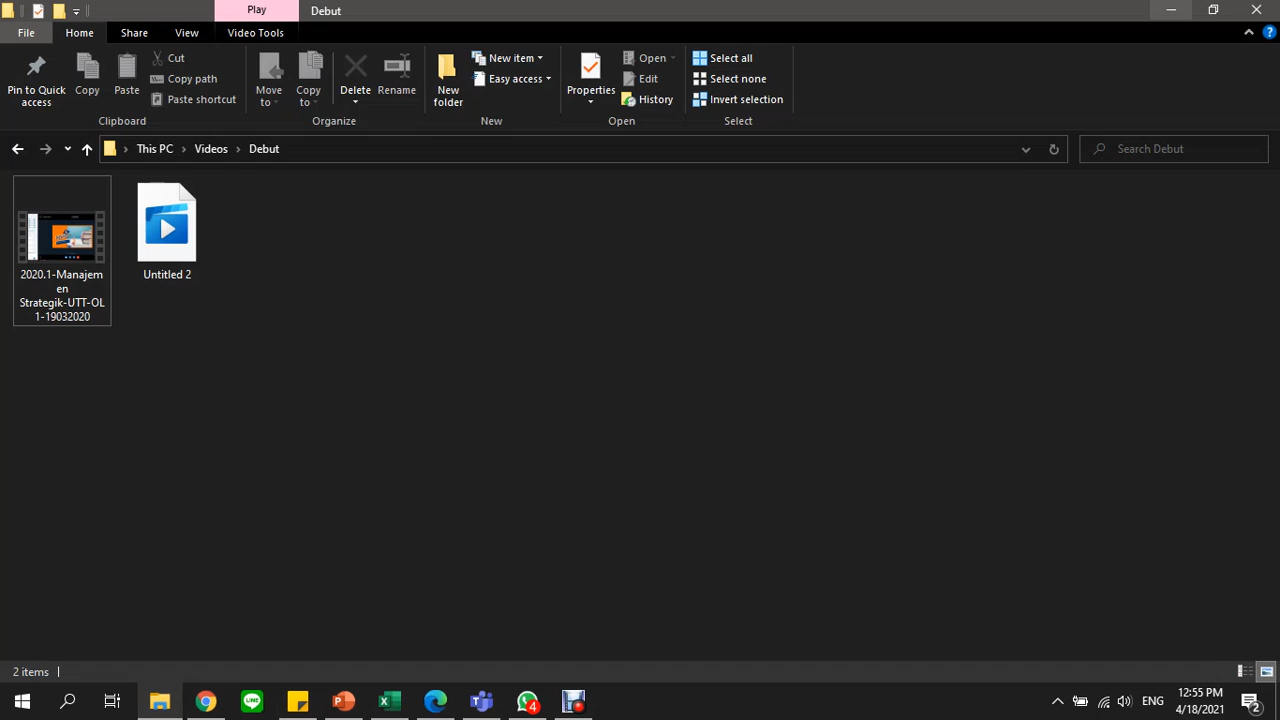 Play
Debut
File
Home
Share
View
Video Tools
Pin to Quick
access
Copy
Paste
Cut
Copy path
Paste shortcut
Clipboard
Move
to
Copy
to
Delete
Rename
Organize
New
folder
New item
Easy access
New
Properties
Open
Edit
History
Open
Select all
Select none
Invert selection
Select
This PC
Videos
Debut
Search Debut
2020.1-Manajem
en
Strategik-UTT-OL
1-19032020
Untitled 2
2 items
LINE
4
ENG
12:55 PM
4/18/2021
2